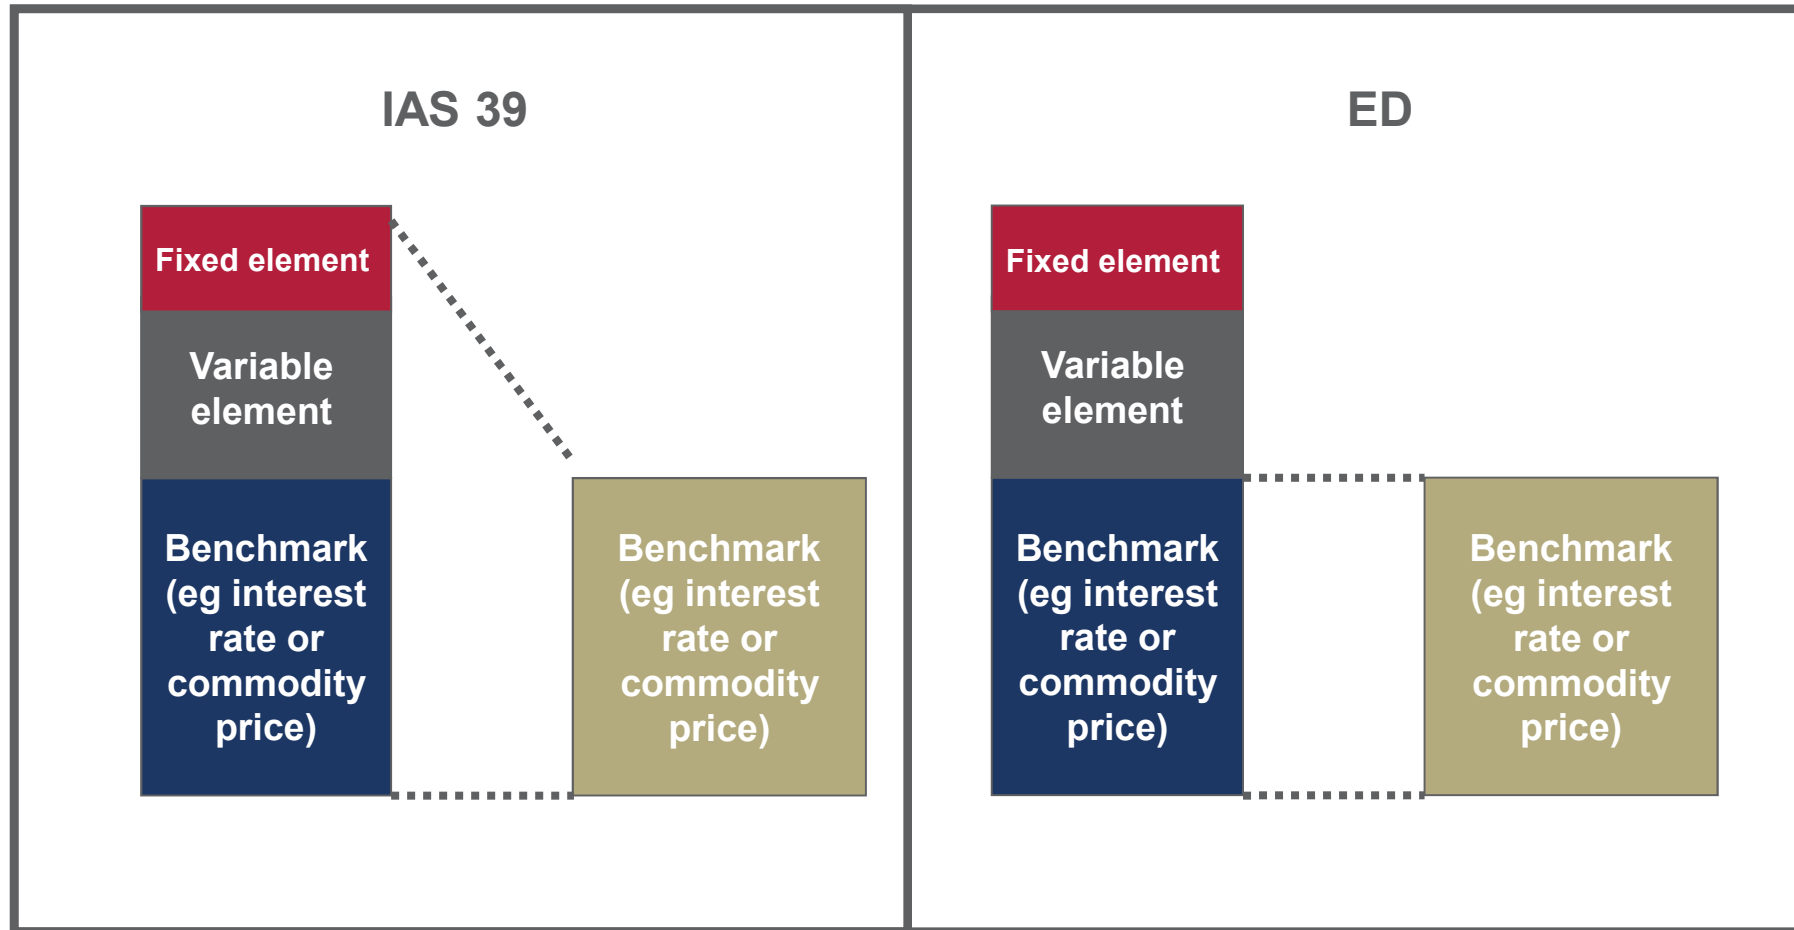 IAS 39
Fixed element
Variable
element
Benchmark
(eg interest
rate or
commodity
price)
Benchmark
(eg interest
rate or
commodity
price)
ED
Fixed element
Variable
element
Benchmark
(eg interest
rate or
commodity
price)
Benchmark
(eg interest
rate or
commodity
price)